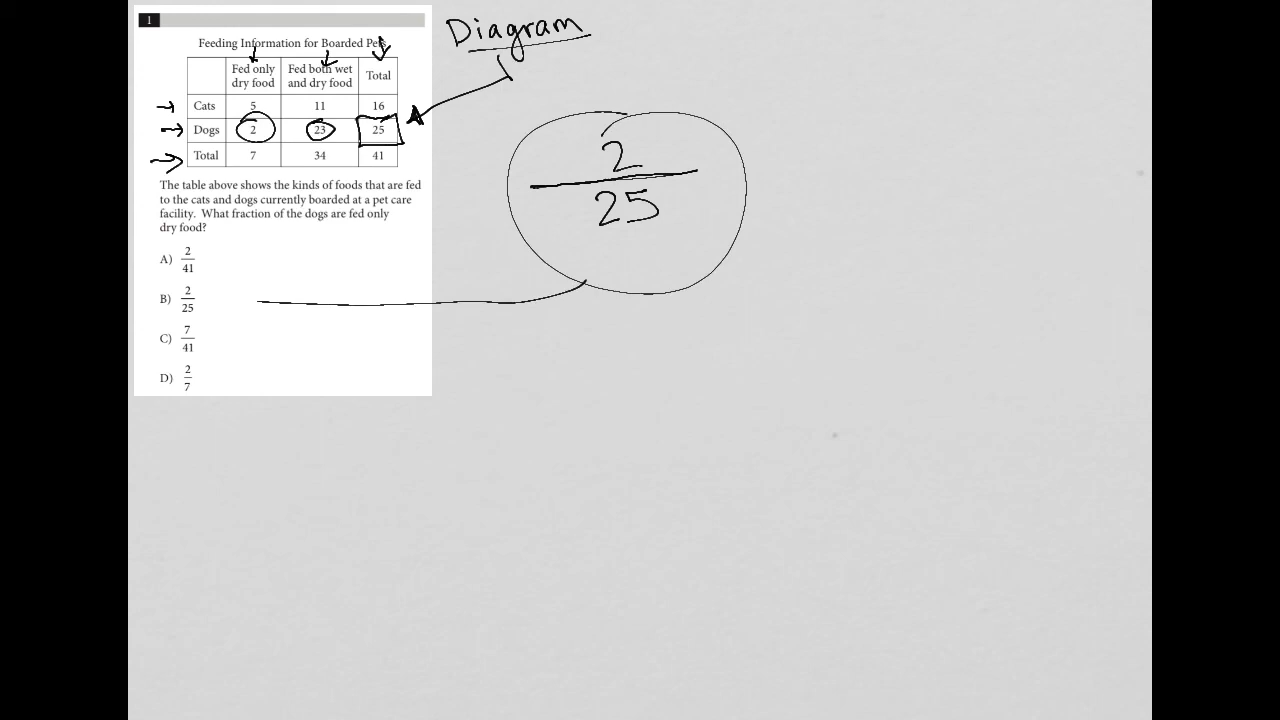 1
Diagram
Feeding Information for Boarded Pets
Fed only dry food Fed both wet and dry food Total
Cats 5 11 16
Dogs 2 23 25
Total 7 34 41
The table above shows the kinds of foods that are fed
to the cats and dogs currently boarded at a pet care
facility. What fraction of the dogs are fed only
dry food?
A) 2/41
B) 2/25
C) 7/41
D) 2/7
2
25